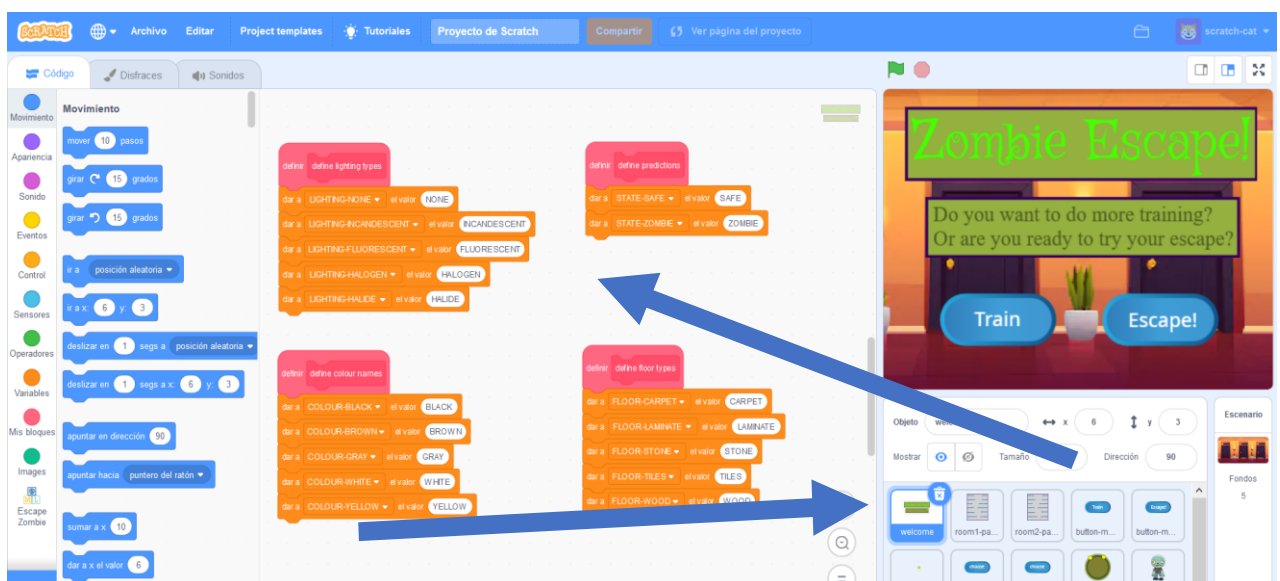 SCRATCH Archivo Editar Project templates Tutoriales Proyecto de Scratch Compartir Ver página del proyecto scratch-cat
Código Disfraces Sonidos
Movimiento
Apariencia
Sonido
Eventos
Control
Sensores
Operadores
Variables
Mis bloques
Images
Escape
Zombie
Movimiento
mover 10 pasos
girar 15 grados
girar 15 grados
ir a posición aleatoria
ir a x: 6 y: 3
deslizar en 1 segs a posición aleatoria
deslizar en 1 segs a x: 6 y: 3
apuntar en dirección 90
apuntar hacia puntero del ratón
sumar a x 10
dar a x el valor 6
definir define lighting types
dar a LIGHTING-NONE el valor NONE
dar a LIGHTING-INCANDESCENT el valor INCANDESCENT
dar a LIGHTING-FLUORESCENT el valor FLUORESCENT
dar a LIGHTING-HALOGEN el valor HALOGEN
dar a LIGHTING-HALIDE el valor HALIDE
definir define predictions
dar a STATE-SAFE el valor SAFE
dar a STATE-ZOMBIE el valor ZOMBIE
definir define colour names
dar a COLOUR-BLACK el valor BLACK
dar a COLOUR-BROWN el valor BROWN
dar a COLOUR-GRAY el valor GRAY
dar a COLOUR-WHITE el valor WHITE
dar a COLOUR-YELLOW el valor YELLOW
definir define floor types
dar a FLOOR-CARPET el valor CARPET
dar a FLOOR-LAMINATE el valor LAMINATE
dar a FLOOR-STONE el valor STONE
dar a FLOOR-TILES el valor TILES
dar a FLOOR-WOOD el valor WOOD
Zombie Escape!
Do you want to do more training?
Or are you ready to try your escape?
Train Escape!
Objeto x 6 y 3
Mostrar Tamaño Dirección 90
welcome room1-pa... room2-pa... button-m... button-m...
Train Escape!
choose choose
Escenario
Fondos
5